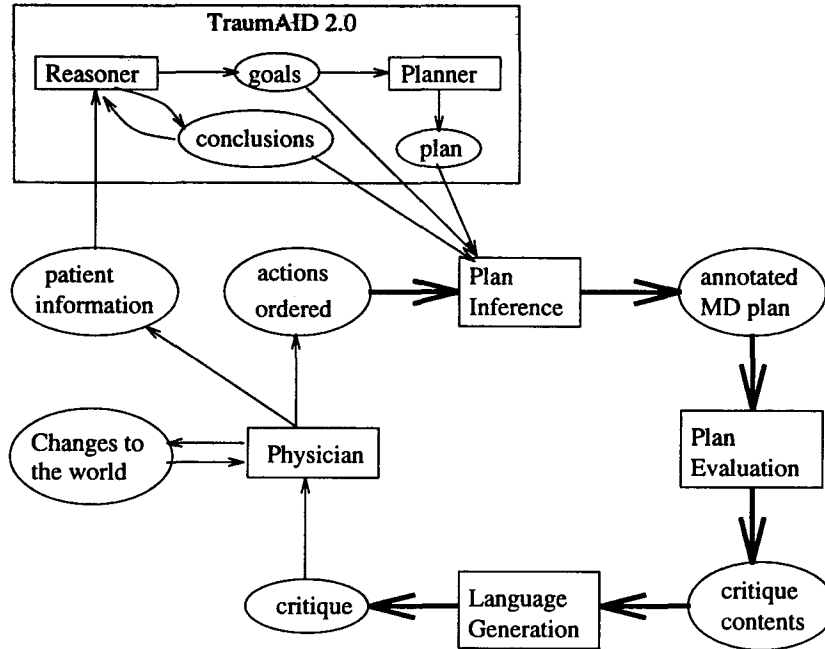 TraumAID 2.0
Reasoner
goals
Planner
conclusions
plan
patient
information
actions
ordered
Plan
Inference
annotated
MD plan
Changes to
the world
Physician
Plan
Evaluation
critique
Language
Generation
critique
contents